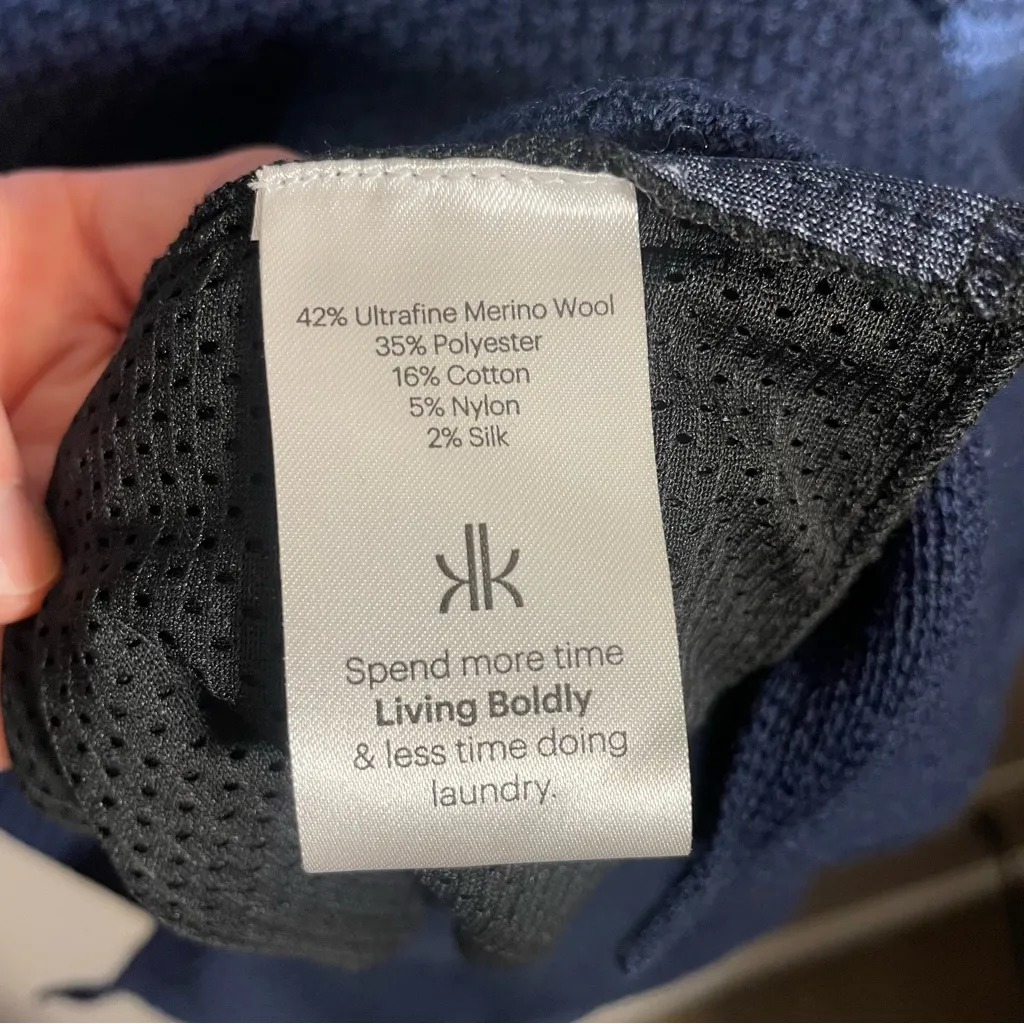 42% Ultrafine Merino Wool
35% Polyester
16% Cotton
5% Nylon
2% Silk
Spend more time
Living Boldly
& less time doing
laundry.